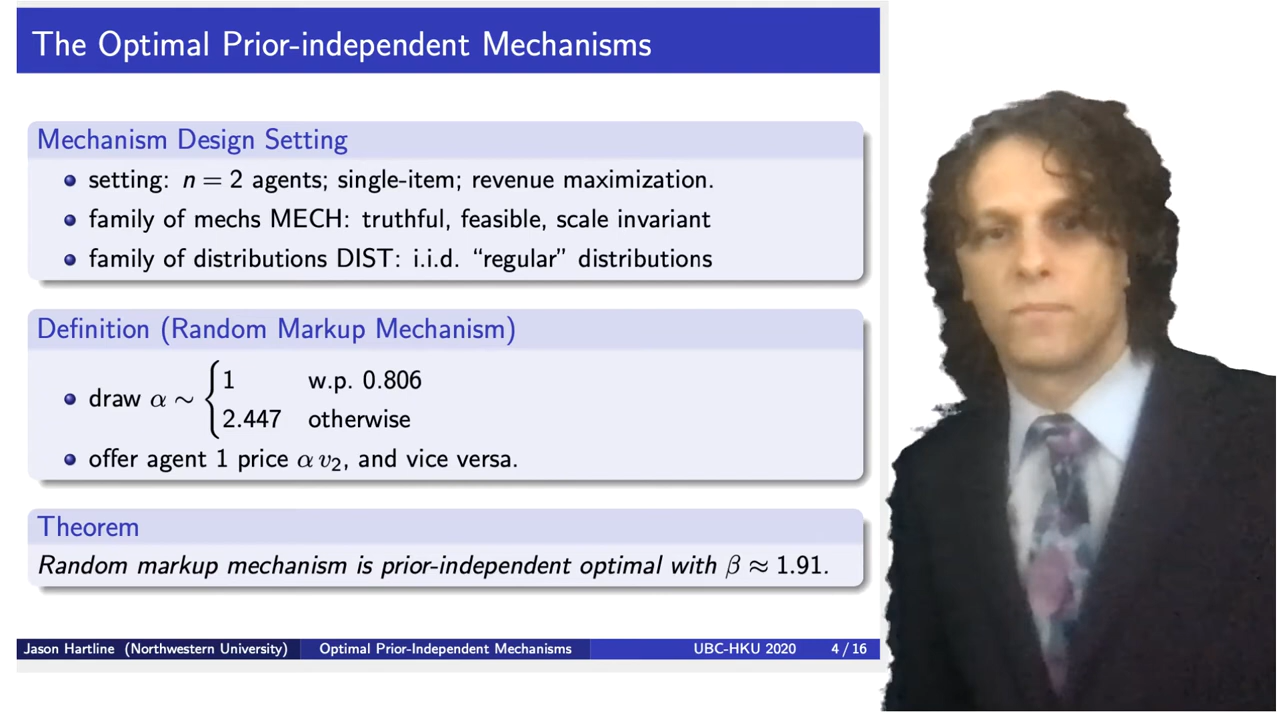 The Optimal Prior-independent Mechanisms
Mechanism Design Setting
setting: n = 2 agents; single-item; revenue maximization.
family of mechs MECH: truthful, feasible, scale invariant
family of distributions DIST: i.i.d. “regular” distributions
Definition (Random Markup Mechanism)
draw α ∼ { 1 w.p. 0.806
2.447 otherwise
offer agent 1 price α v₂, and vice versa.
Theorem
Random markup mechanism is prior-independent optimal with β ≈ 1.91.
Jason Hartline (Northwestern University) Optimal Prior-Independent Mechanisms UBC-HKU 2020 4 / 16